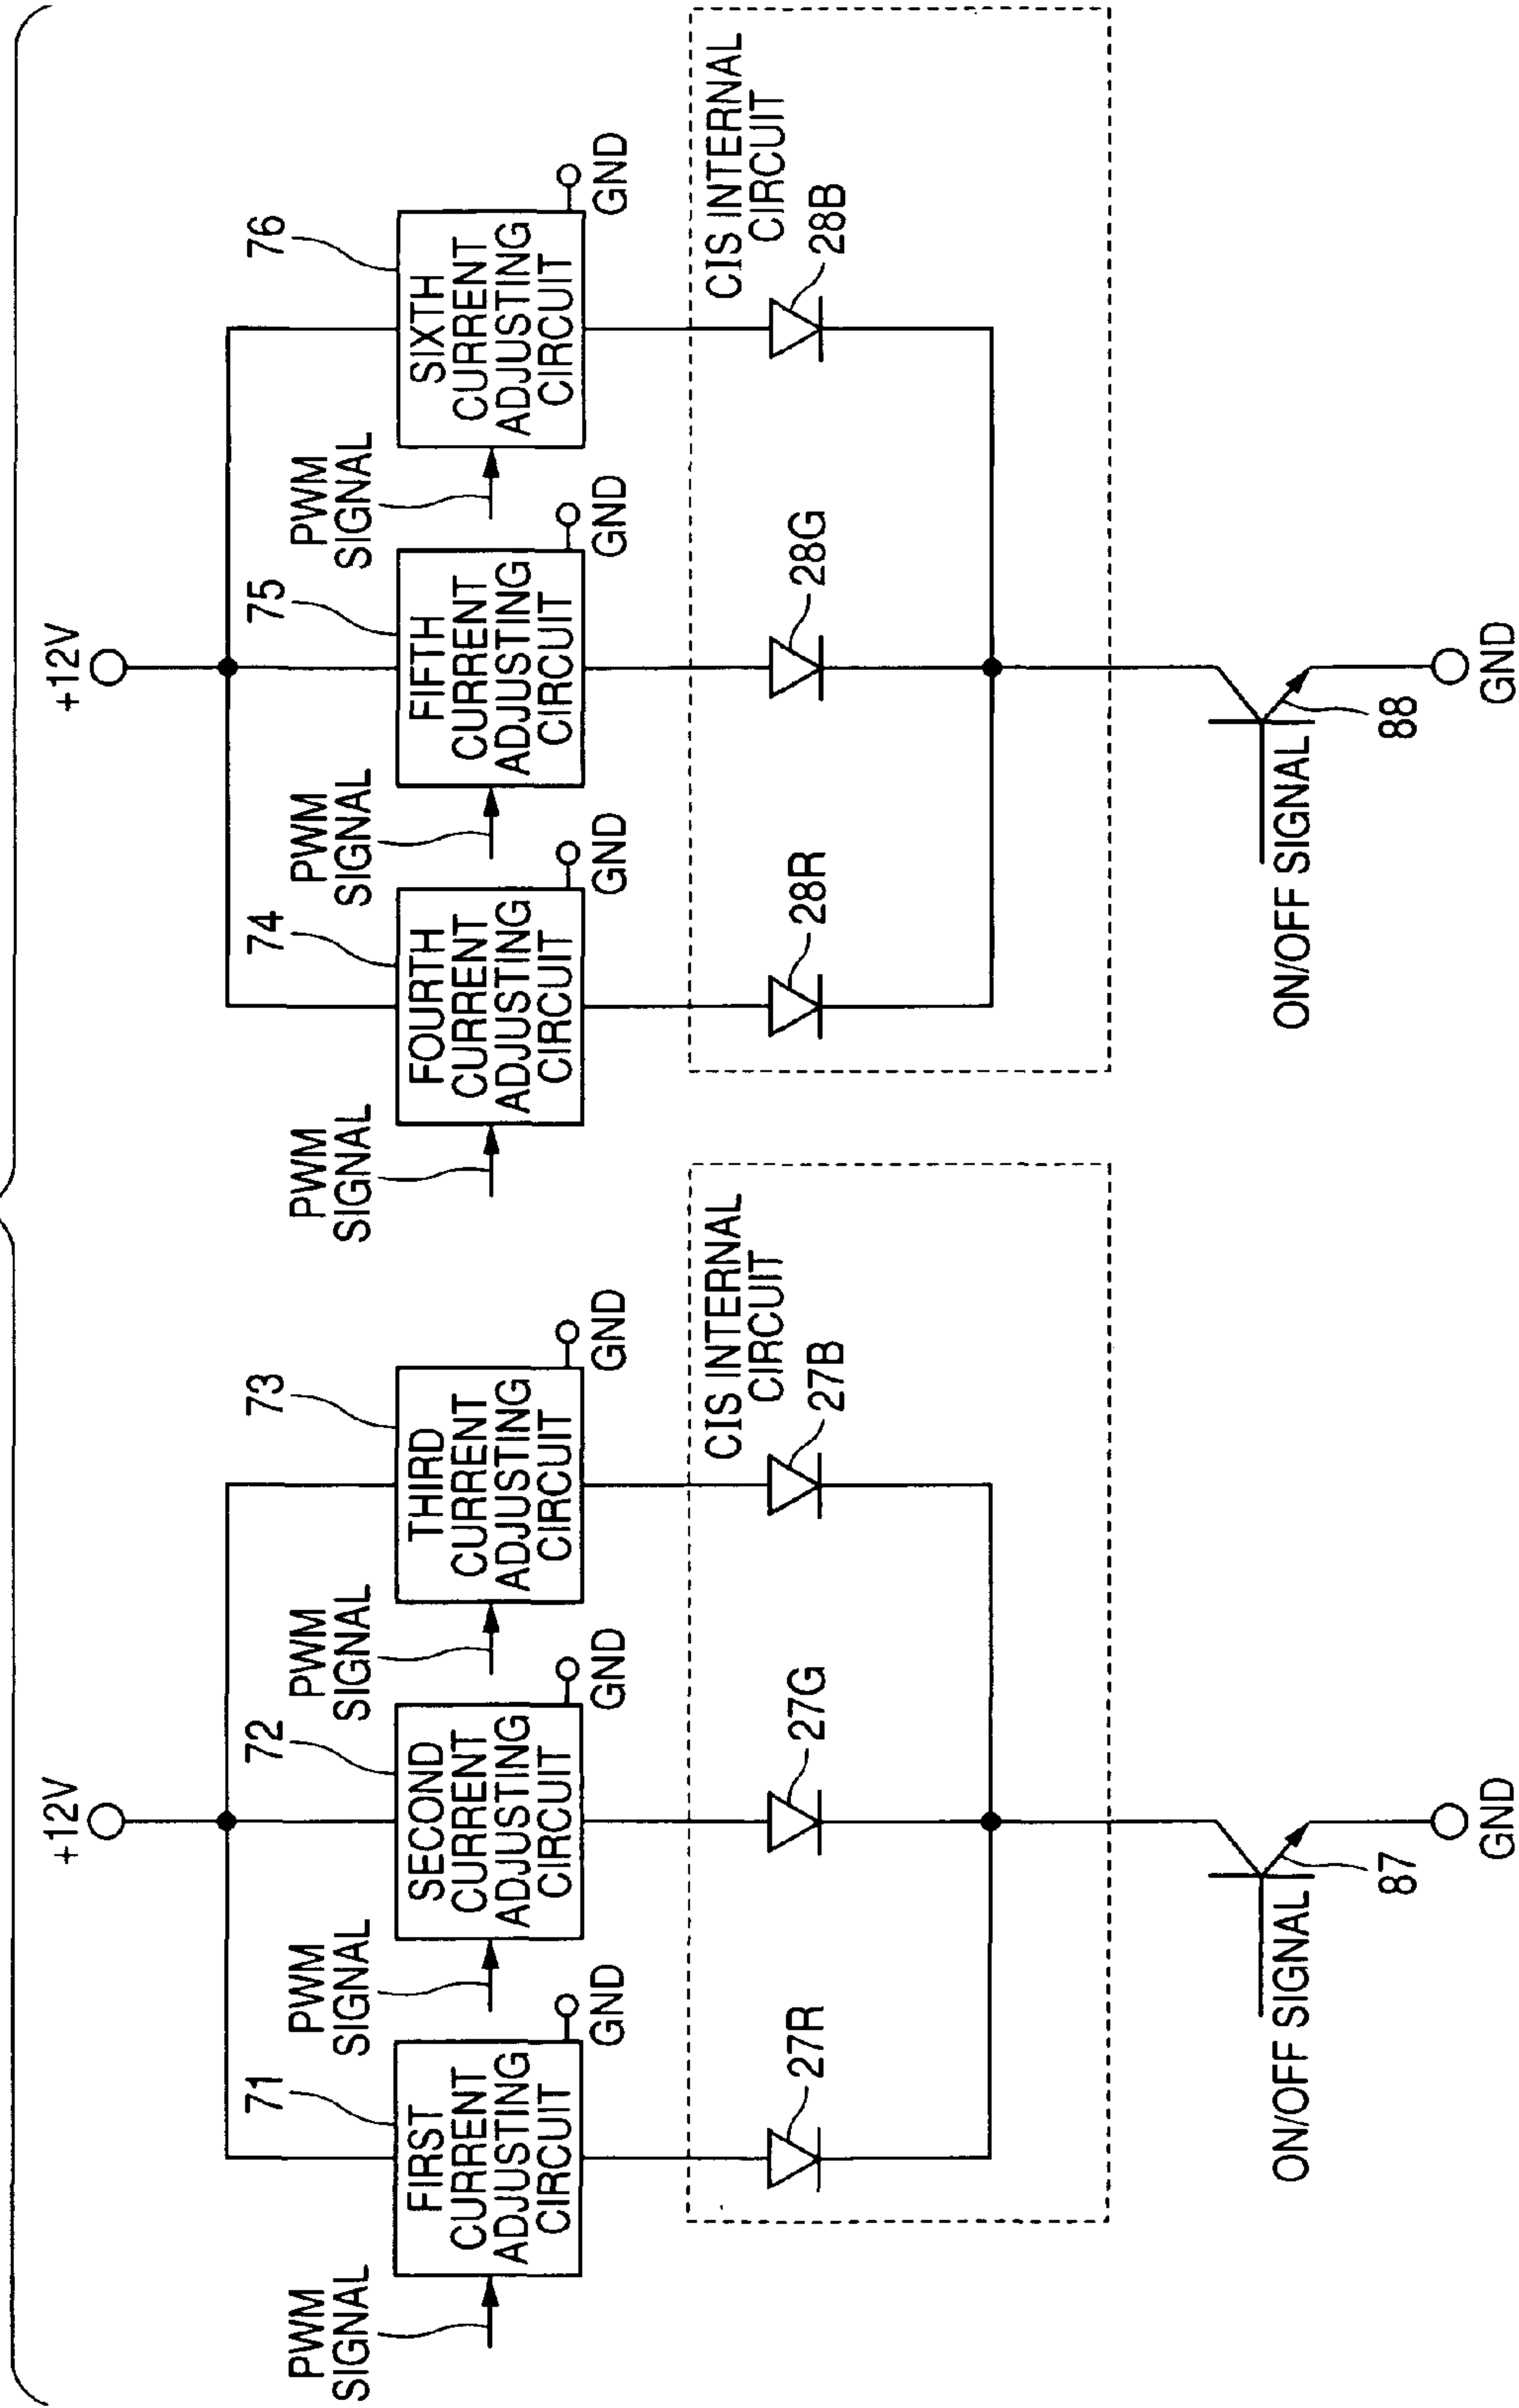 +12V
71
72
73
PWM
SIGNAL
FIRST
CURRENT
ADJUSTING
CIRCUIT
GND
PWM
SIGNAL
SECOND
CURRENT
ADJUSTING
CIRCUIT
GND
PWM
SIGNAL
THIRD
CURRENT
ADJUSTING
CIRCUIT
GND
CIS INTERNAL
CIRCUIT
27R
27G
27B
ON/OFF SIGNAL
87
GND
+12V
74
75
76
PWM
SIGNAL
FOURTH
CURRENT
ADJUSTING
CIRCUIT
GND
PWM
SIGNAL
FIFTH
CURRENT
ADJUSTING
CIRCUIT
GND
PWM
SIGNAL
SIXTH
CURRENT
ADJUSTING
CIRCUIT
GND
CIS INTERNAL
CIRCUIT
28R
28G
28B
ON/OFF SIGNAL
88
GND